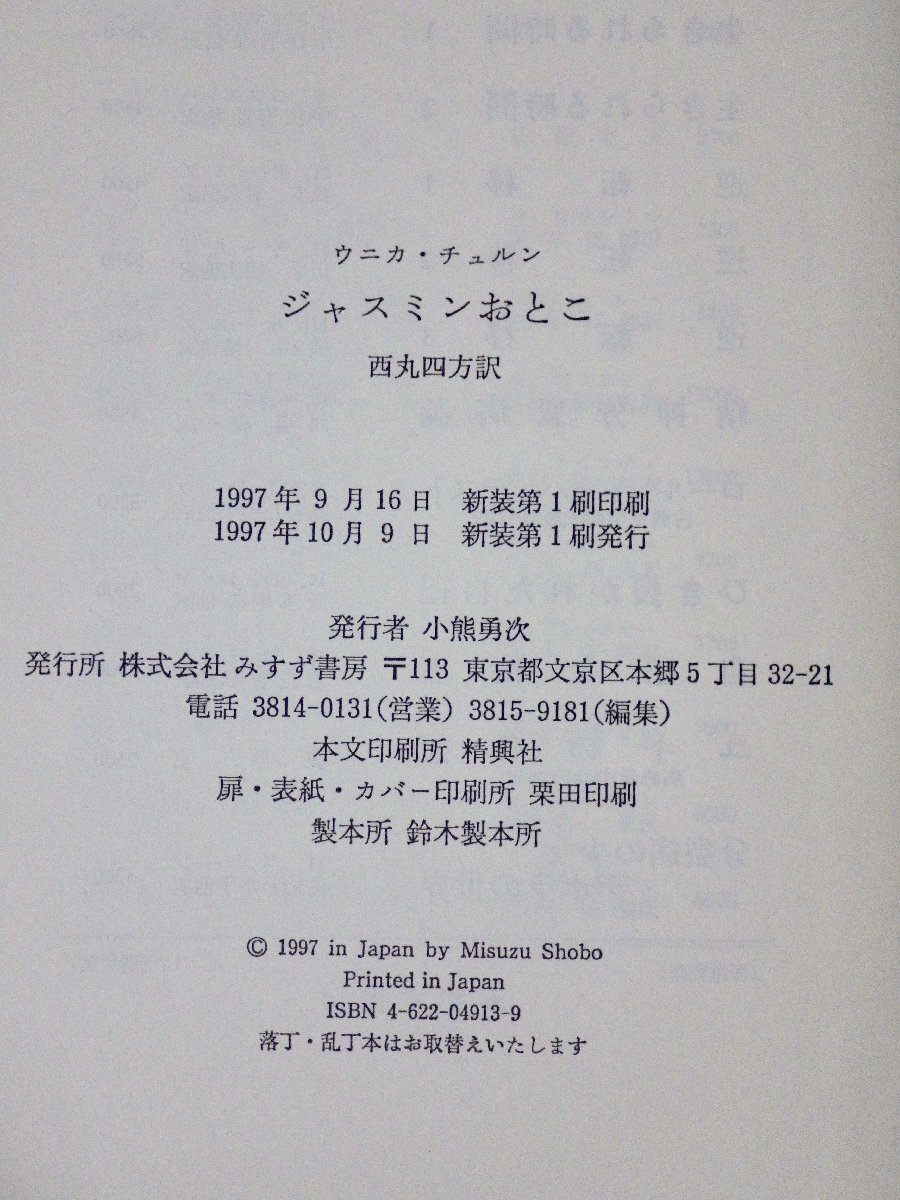 ウニカ・チュルン
ジャスミンおとこ
西丸四方訳
1997年 9 月16日 新装第1刷印刷
1997年10月 9 日 新装第1刷発行
発行者 小熊勇次
発行所 株式会社 みすず書房 〒113 東京都文京区本郷5丁目32-21
電話 3814-0131(営業) 3815-9181(編集)
本文印刷所 精興社
扉・表紙・カバー印刷所 栗田印刷
製本所 鈴木製本所
© 1997 in Japan by Misuzu Shobo
Printed in Japan
ISBN 4-622-04913-9
落丁・乱丁本はお取替えいたします